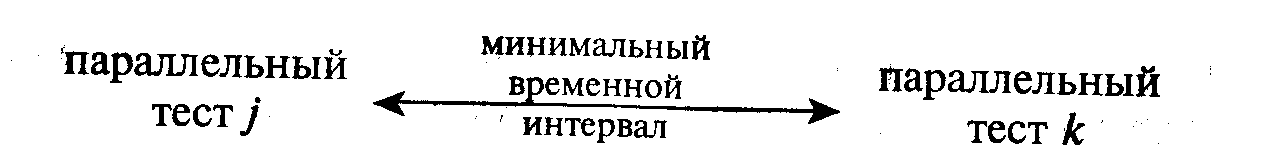 параллельный
тест j
минимальный
временной
интервал
параллельный
тест k